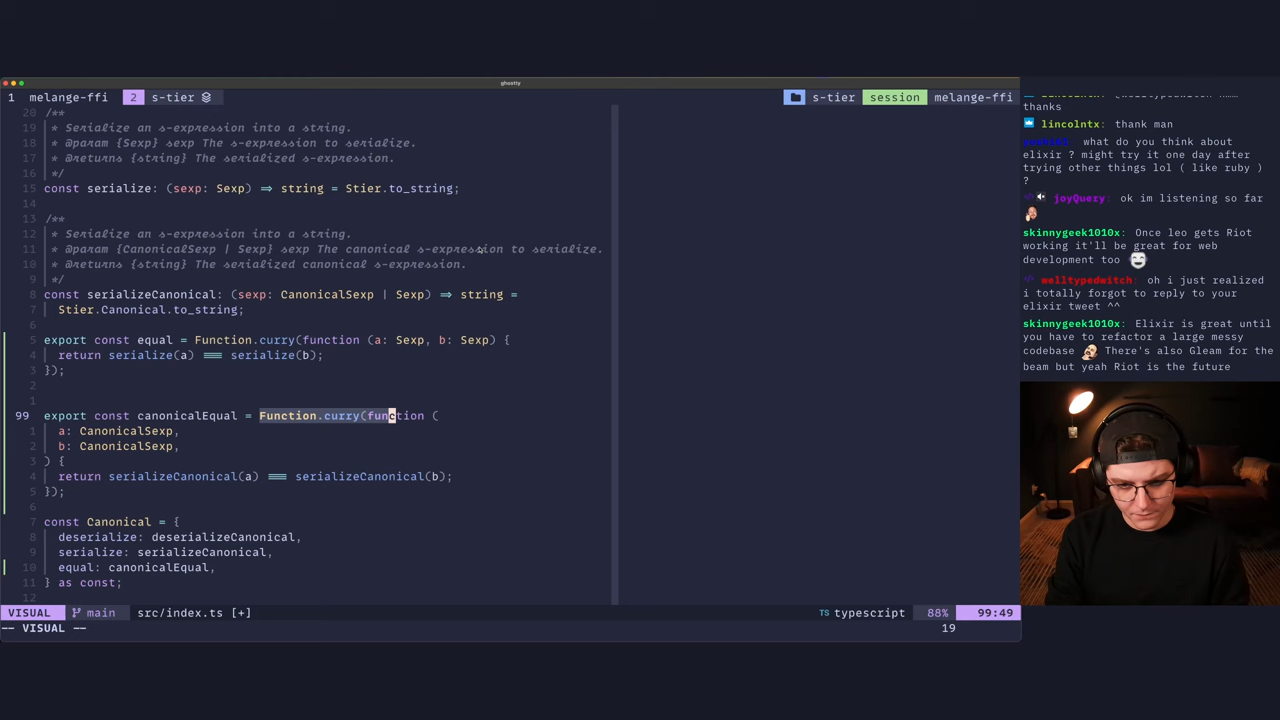 ghostty
1 melange-ffi 2 s-tier s-tier session melange-ffi
20 /**
19 * Serialize an s-expression into a string.
18 * @param {Sexp} sexp The s-expression to serialize.
17 * @returns {string} The serialized s-expression.
16 */
15 const serialize: (sexp: Sexp) => string = Stier.to_string;
14
13 /**
12 * Serialize an s-expression into a string.
11 * @param {CanonicalSexp | Sexp} sexp The canonical s-expression to serialize.
10 * @returns {string} The serialized canonical s-expression.
9 */
8 const serializeCanonical: (sexp: CanonicalSexp | Sexp) => string =
7 Stier.Canonical.to_string;
6
5 export const equal = Function.curry(function (a: Sexp, b: Sexp) {
4 return serialize(a) === serialize(b);
3 });
2
1
99 export const canonicalEqual = Function.curry(function (
1 a: CanonicalSexp,
2 b: CanonicalSexp,
3 ) {
4 return serializeCanonical(a) === serializeCanonical(b);
5 });
6
7 const Canonical = {
8 deserialize: deserializeCanonical,
9 serialize: serializeCanonical,
10 equal: canonicalEqual,
11 } as const;
12
VISUAL main src/index.ts [+] TS typescript 88% 99:49
-- VISUAL -- 19
thanks
lincolntx: thank man
what do you think about
elixir ? might try it one day after
trying other things lol ( like ruby )
?
joyQuery: ok im listening so far
skinnygeek1010x: Once leo gets Riot
working it'll be great for web
development too
welltypedwitch: oh i just realized
i totally forgot to reply to your
elixir tweet ^^
skinnygeek1010x: Elixir is great until
you have to refactor a large messy
codebase There's also Gleam for the
beam but yeah Riot is the future